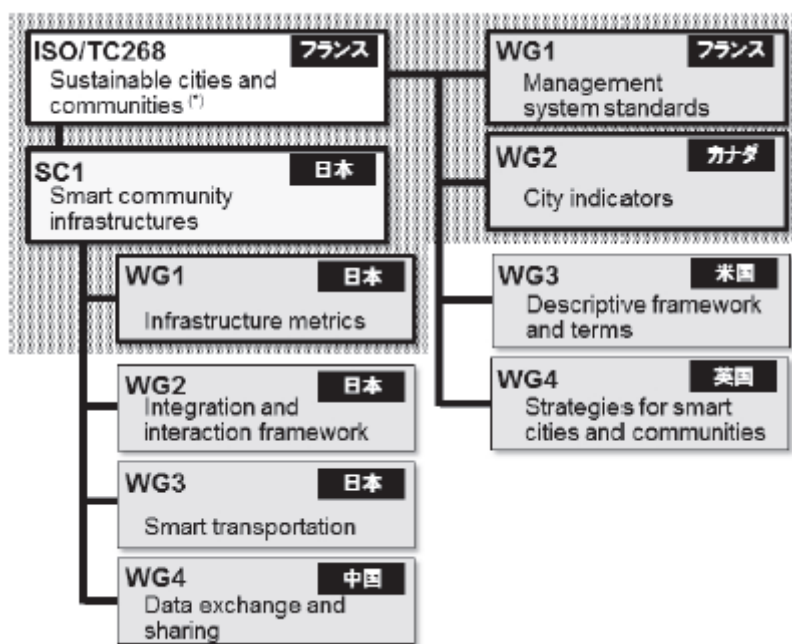 ISO/TC268 フランス
Sustainable cities and
communities (*)
SC1 日本
Smart community
infrastructures
WG1 日本
Infrastructure metrics
WG2 日本
Integration and
interaction framework
WG3 日本
Smart transportation
WG4 中国
Data exchange and
sharing
WG1 フランス
Management
system standards
WG2 カナダ
City indicators
WG3 米国
Descriptive framework
and terms
WG4 英国
Strategies for smart
cities and communities